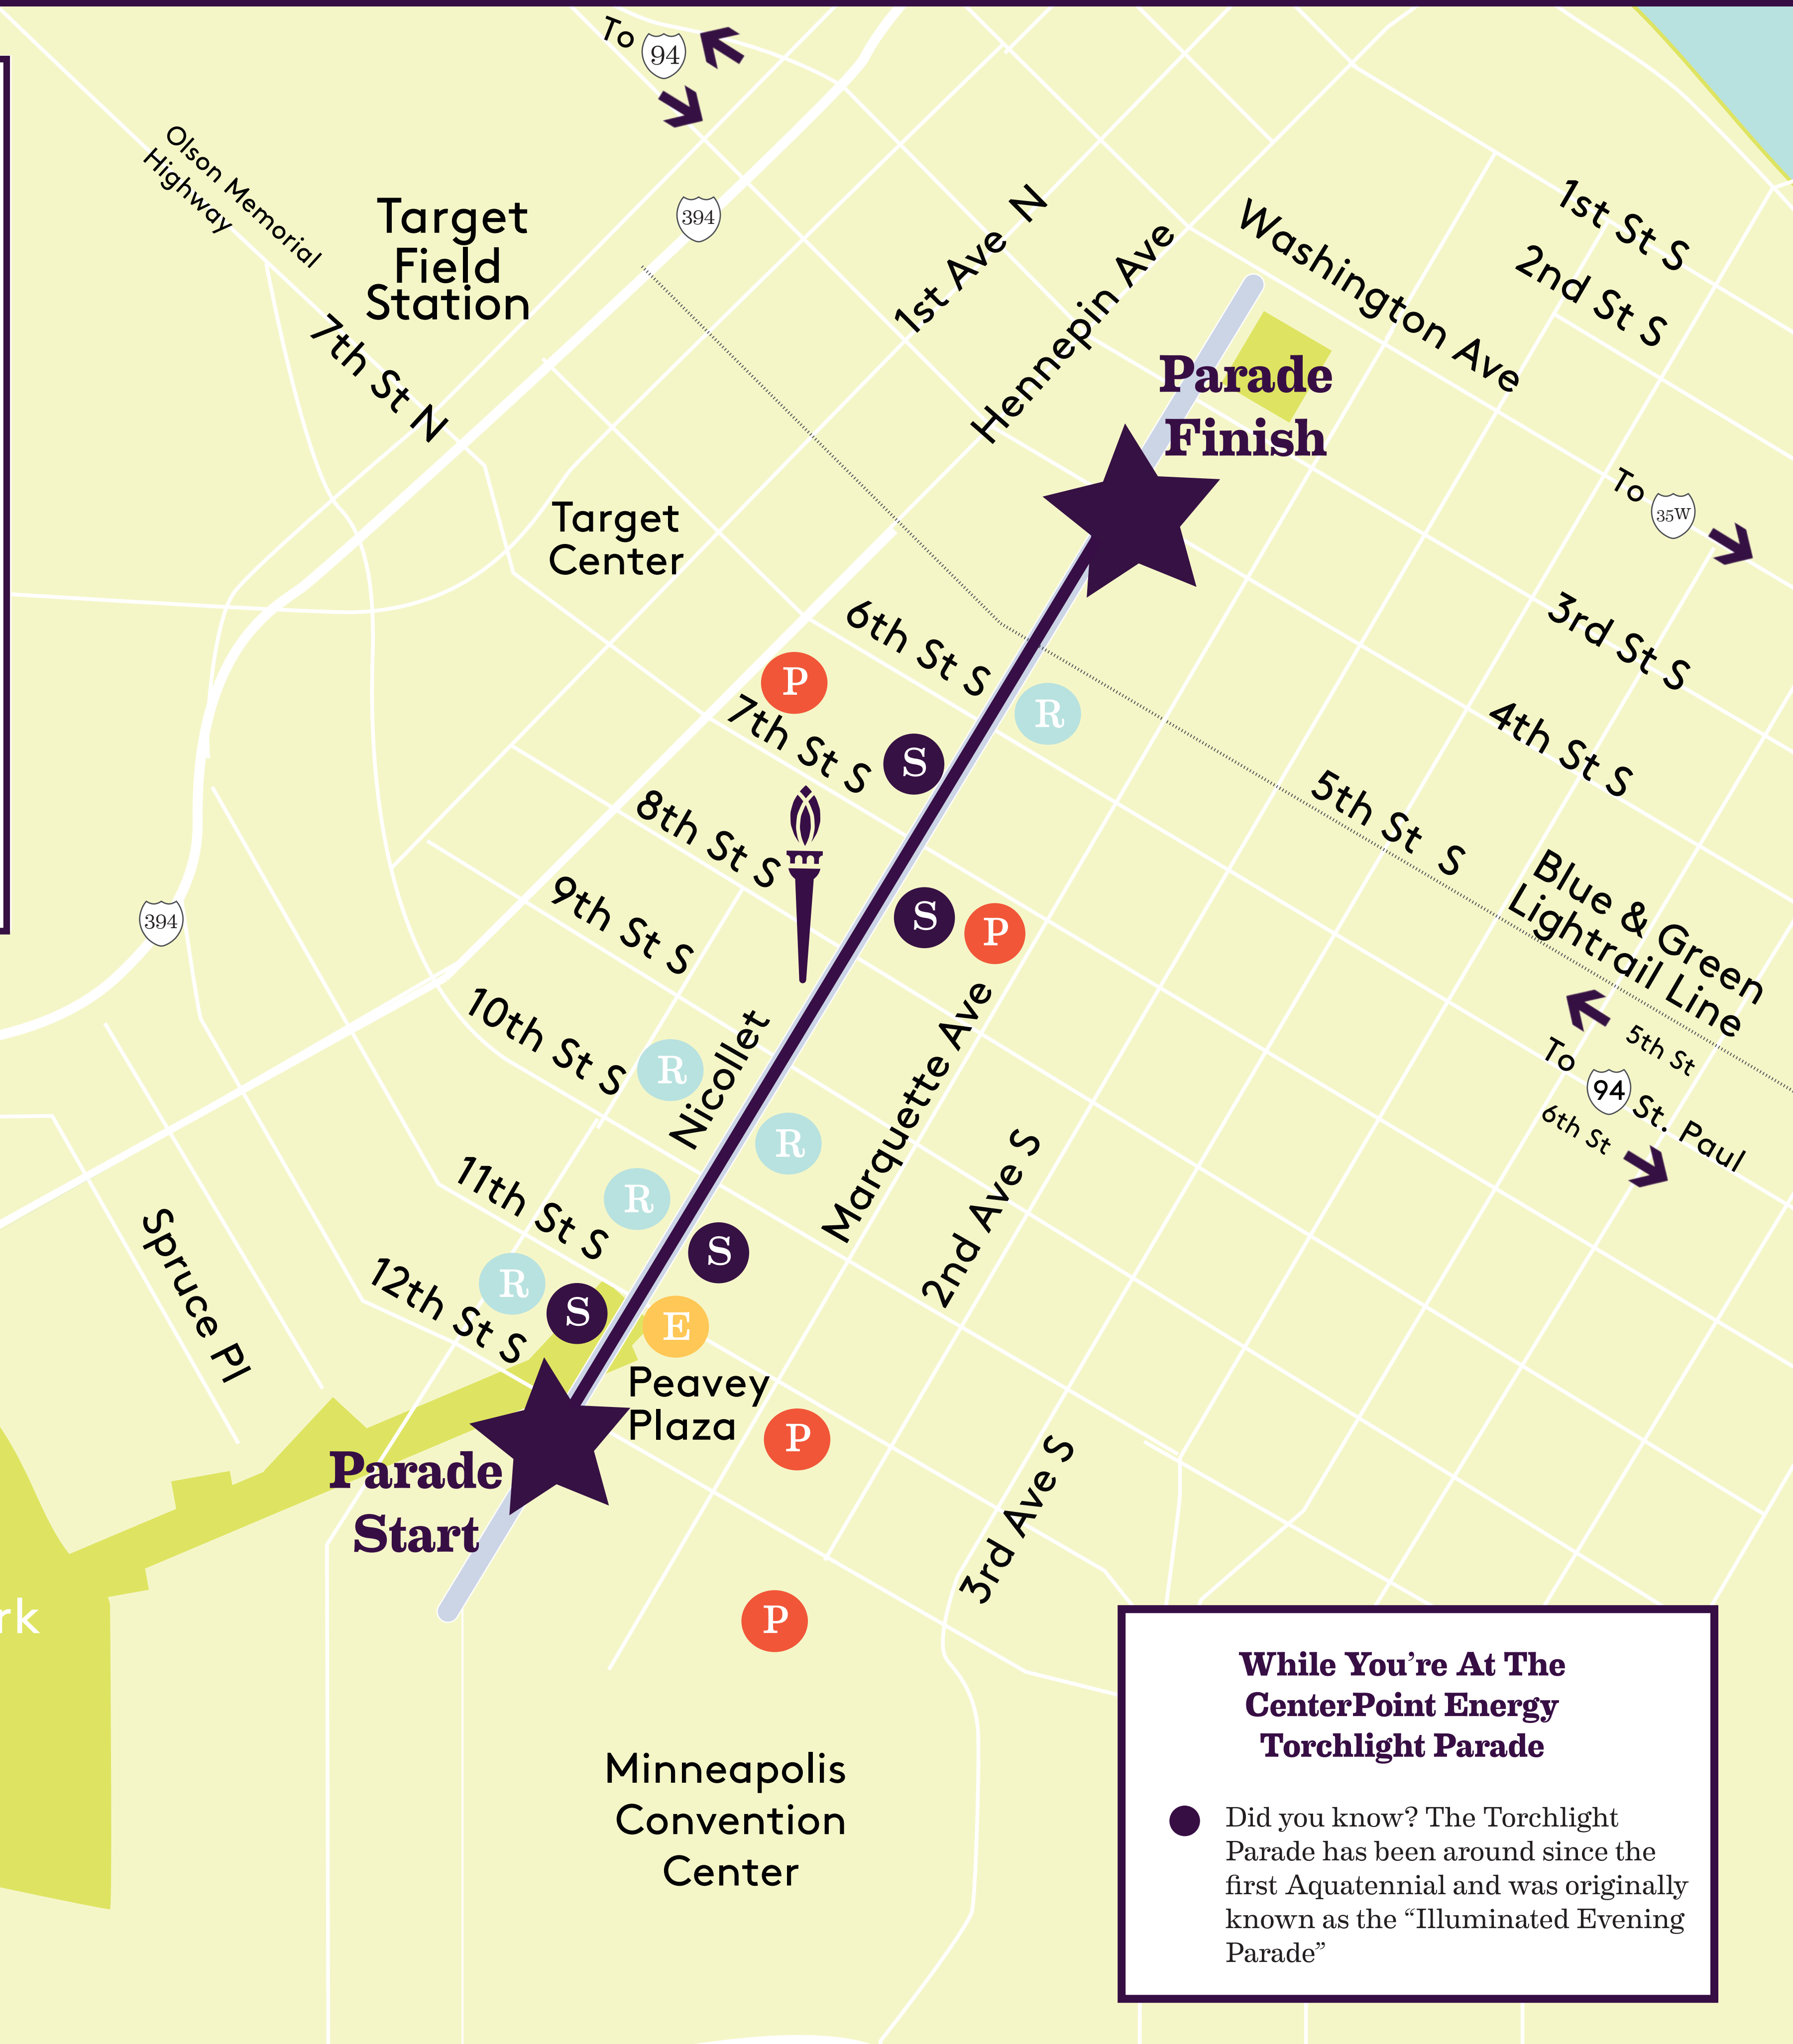 To
94
Olson Memorial
Highway
Target
Field
Station
394
1st Ave N
Hennepin Ave
Washington Ave
1st St S
2nd St S
7th St N
Parade
Finish
Target
Center
To
35W
3rd St S
6th St S
P
7th St S
S
R
4th St S
5th St S
8th St S
Blue & Green
Lightrail Line
9th St S
394
S
P
5th St
To
94
St. Paul
6th St
10th St S
R
Nicollet
Marquette Ave
R
2nd Ave S
11th St S
R
S
Spruce Pl
12th St S
R
S
E
Peavey
Plaza
P
Parade
Start
3rd Ave S
rk
P
Minneapolis
Convention
Center
While You’re At The
CenterPoint Energy
Torchlight Parade
Did you know? The Torchlight
Parade has been around since the
first Aquatennial and was originally
known as the “Illuminated Evening
Parade”